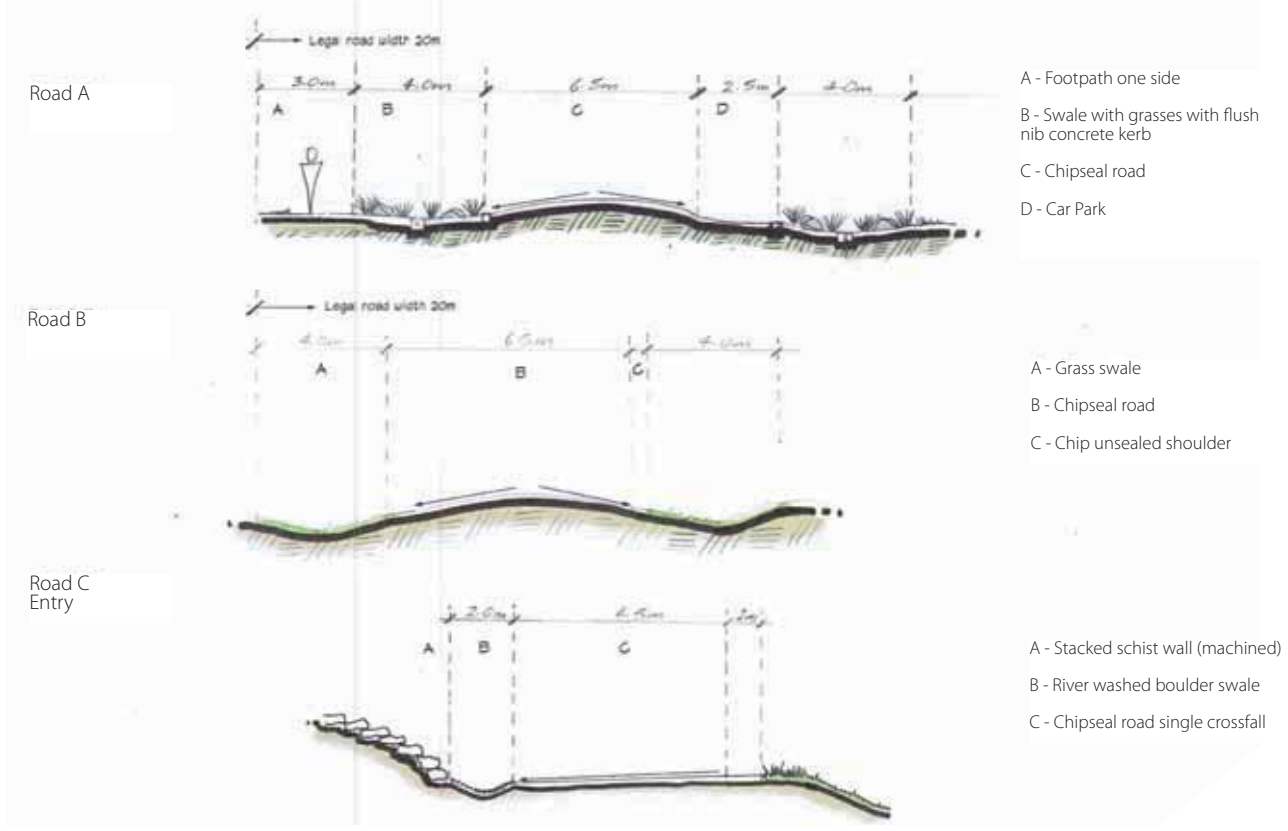 Legal road width 20m
Road A
3.0m 4.0m 6.5m 2.5m 4.0m
A B C D
A - Footpath one side
B - Swale with grasses with flush
nib concrete kerb
C - Chipseal road
D - Car Park
Legal road width 20m
Road B
4.0m 6.5m 4.0m
A B C
A - Grass swale
B - Chipseal road
C - Chip unsealed shoulder
Road C
Entry
2.0m
A B C
A - Stacked schist wall (machined)
B - River washed boulder swale
C - Chipseal road single crossfall